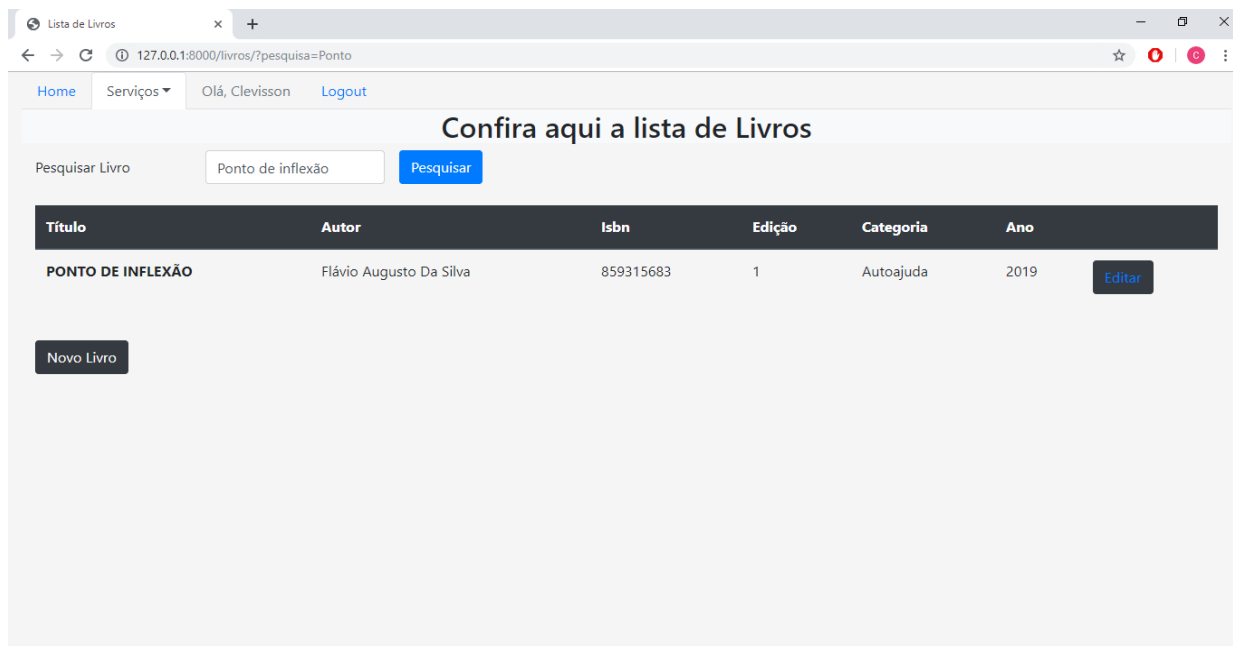 Lista de Livros
127.0.0.1:8000/livros/?pesquisa=Ponto
C
Home Serviços Olá, Clevisson Logout
Confira aqui a lista de Livros
Pesquisar Livro Ponto de inflexão Pesquisar
Título Autor Isbn Edição Categoria Ano
PONTO DE INFLEXÃO Flávio Augusto Da Silva 859315683 1 Autoajuda 2019 Editar
Novo Livro